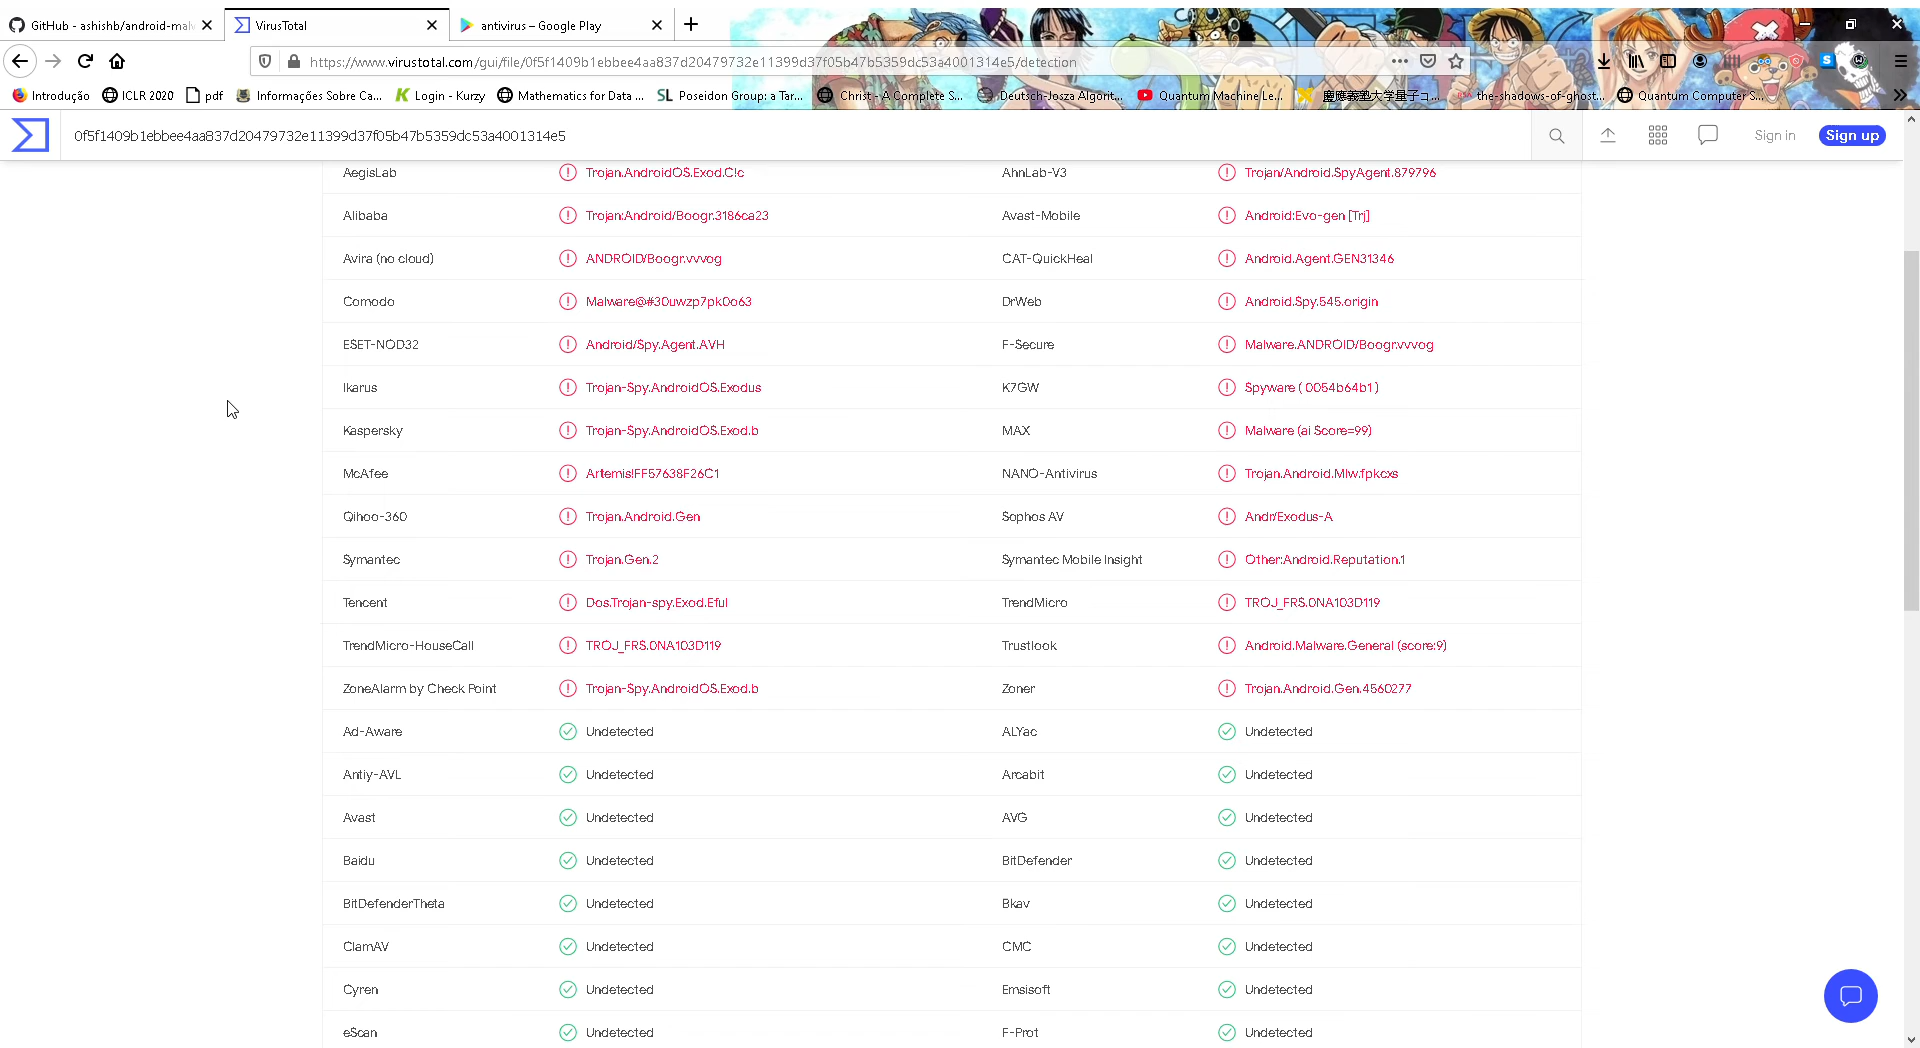 GitHub - ashishb/android-malw
VirusTotal
antivirus – Google Play
https://www.virustotal.com/gui/file/0f5f1409b1ebbee4aa837d20479732e11399d37f05b47b5359dc53a4001314e5/detection
Introdução ICLR 2020 pdf Informações Sobre Ca... Login - Kurzy Mathematics for Data ... Poseidon Group: a Tar... Christ - A Complete S... Deutsch-Josza Algorit... Quantum Machine Le... 慶應義塾大学量子コ... the-shadows-of-ghost... Quantum Computer S...
0f5f1409b1ebbee4aa837d20479732e11399d37f05b47b5359dc53a4001314e5 Sign in Sign up
AegisLab Trojan.AndroidOS.Exod.C!c AhnLab-V3 Trojan/Android.SpyAgent.879796
Alibaba Trojan:Android/Boogr.3186ca23 Avast-Mobile Android:Evo-gen [Trj]
Avira (no cloud) ANDROID/Boogr.vvvog CAT-QuickHeal Android.Agent.GEN31346
Comodo Malware@#30uwzp7pk0o63 DrWeb Android.Spy.545.origin
ESET-NOD32 Android/Spy.Agent.AVH F-Secure Malware.ANDROID/Boogr.vvvog
Ikarus Trojan-Spy.AndroidOS.Exodus K7GW Spyware ( 0054b64b1 )
Kaspersky Trojan-Spy.AndroidOS.Exod.b MAX Malware (ai Score=99)
McAfee Artemis!FF57638F26C1 NANO-Antivirus Trojan.Android.Mlw.fpkcxs
Qihoo-360 Trojan.Android.Gen Sophos AV Andr/Exodus-A
Symantec Trojan.Gen.2 Symantec Mobile Insight Other:Android.Reputation.1
Tencent Dos.Trojan-spy.Exod.Eful TrendMicro TROJ_FRS.0NA103D119
TrendMicro-HouseCall TROJ_FRS.0NA103D119 Trustlook Android.Malware.General (score:9)
ZoneAlarm by Check Point Trojan-Spy.AndroidOS.Exod.b Zoner Trojan.Android.Gen.4560277
Ad-Aware Undetected ALYac Undetected
Antiy-AVL Undetected Arcabit Undetected
Avast Undetected AVG Undetected
Baidu Undetected BitDefender Undetected
BitDefenderTheta Undetected Bkav Undetected
ClamAV Undetected CMC Undetected
Cyren Undetected Emsisoft Undetected
eScan Undetected F-Prot Undetected